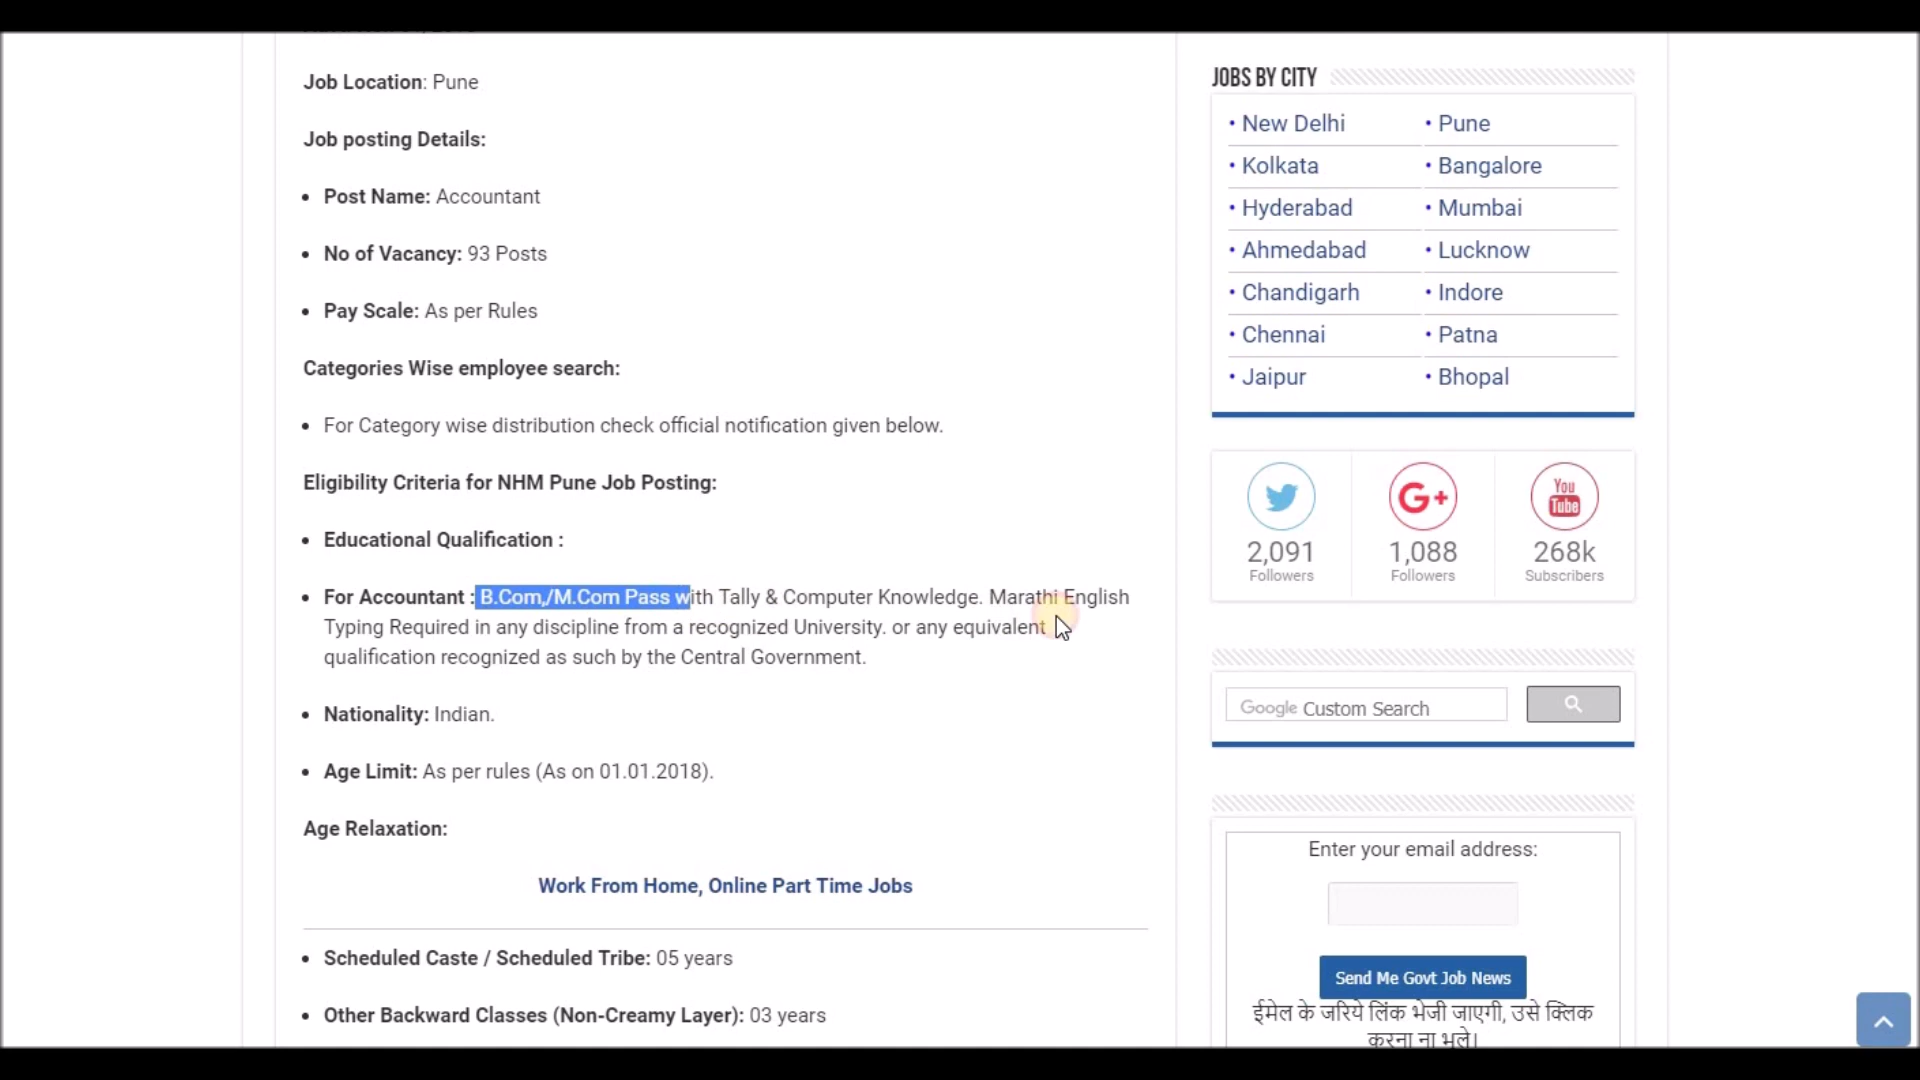 Job Location: Pune
Job posting Details:
• Post Name: Accountant
• No of Vacancy: 93 Posts
• Pay Scale: As per Rules
Categories Wise employee search:
• For Category wise distribution check official notification given below.
Eligibility Criteria for NHM Pune Job Posting:
• Educational Qualification :
• For Accountant : B.Com,/M.Com Pass with Tally & Computer Knowledge. Marathi English
Typing Required in any discipline from a recognized University. or any equivalent
qualification recognized as such by the Central Government.
• Nationality: Indian.
• Age Limit: As per rules (As on 01.01.2018).
Age Relaxation:
Work From Home, Online Part Time Jobs
• Scheduled Caste / Scheduled Tribe: 05 years
• Other Backward Classes (Non-Creamy Layer): 03 years
JOBS BY CITY
• New Delhi • Pune
• Kolkata • Bangalore
• Hyderabad • Mumbai
• Ahmedabad • Lucknow
• Chandigarh • Indore
• Chennai • Patna
• Jaipur • Bhopal
G+ You Tube
2,091 1,088 268k
Followers Followers Subscribers
Google Custom Search
Enter your email address:
Send Me Govt Job News
ईमेल के जरिये लिंक भेजी जाएगी, उसे क्लिक
करना ना भूले।